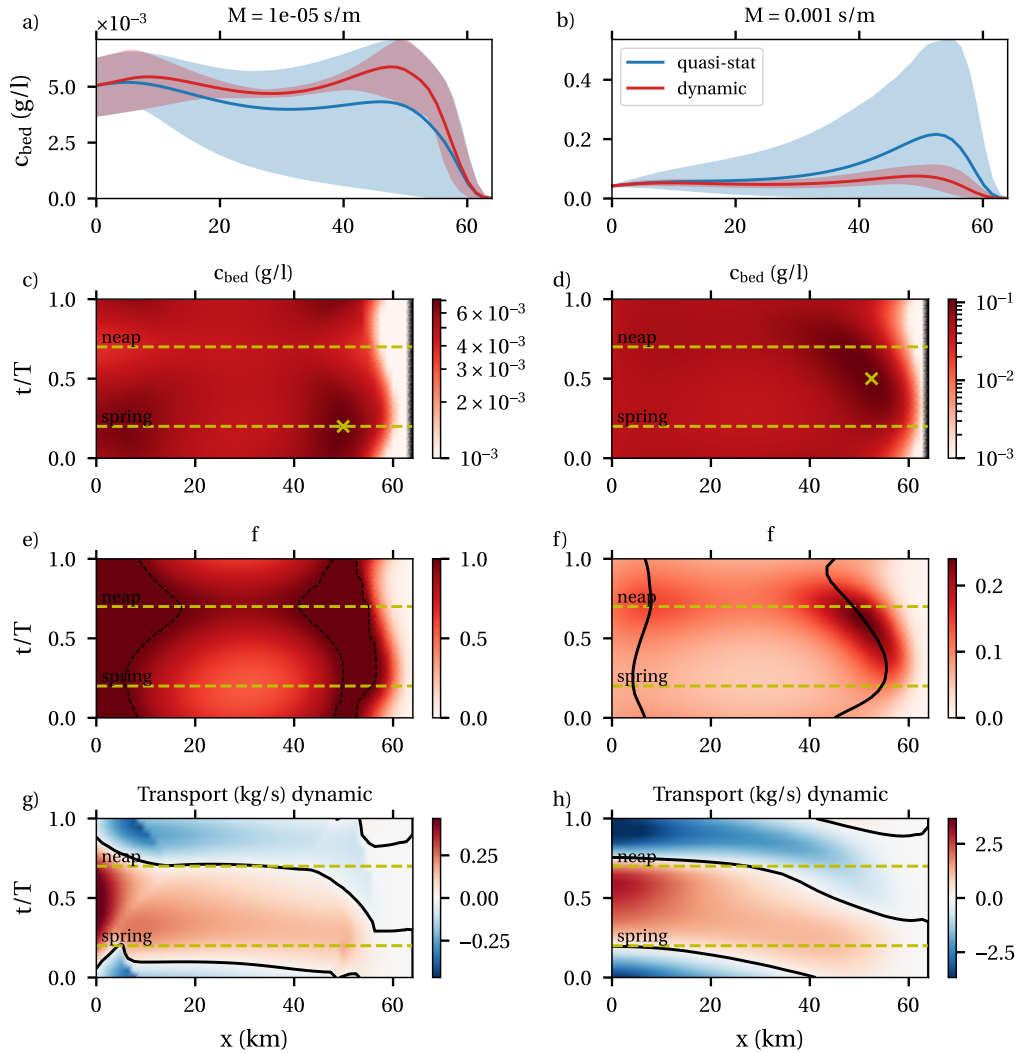 a) ×10⁻³ M = 1e-05 s/m
c_bed (g/l)
5.0
2.5
0.0
0 20 40 60
b) M = 0.001 s/m
quasi-stat
dynamic
0.4
0.2
0.0
0 20 40 60
c) c_bed (g/l)
t/T
1.0
0.5
0.0
neap
spring
0 20 40 60
6 × 10⁻³
4 × 10⁻³
3 × 10⁻³
2 × 10⁻³
10⁻³
d) c_bed (g/l)
1.0
0.5
0.0
neap
spring
0 20 40 60
10⁻¹
10⁻²
10⁻³
e) f
t/T
1.0
0.5
0.0
neap
spring
0 20 40 60
1.0
0.5
0.0
f) f
1.0
0.5
0.0
neap
spring
0 20 40 60
0.2
0.1
0.0
g) Transport (kg/s) dynamic
t/T
1.0
0.5
0.0
neap
spring
0 20 40 60
x (km)
0.25
0.00
−0.25
h) Transport (kg/s) dynamic
1.0
0.5
0.0
neap
spring
0 20 40 60
x (km)
2.5
0.0
−2.5